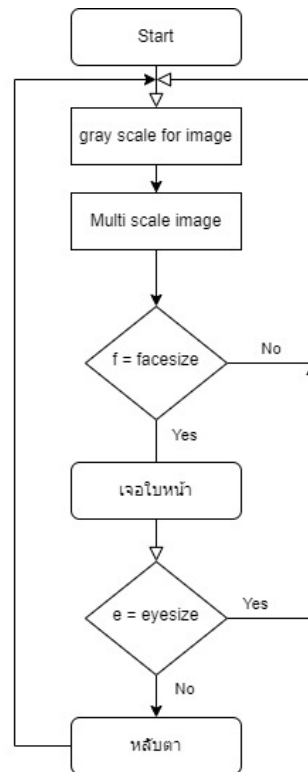 Start
gray scale for image
Multi scale image
f = facesize
No
Yes
เจอใบหน้า
e = eyesize
Yes
No
หลับตา